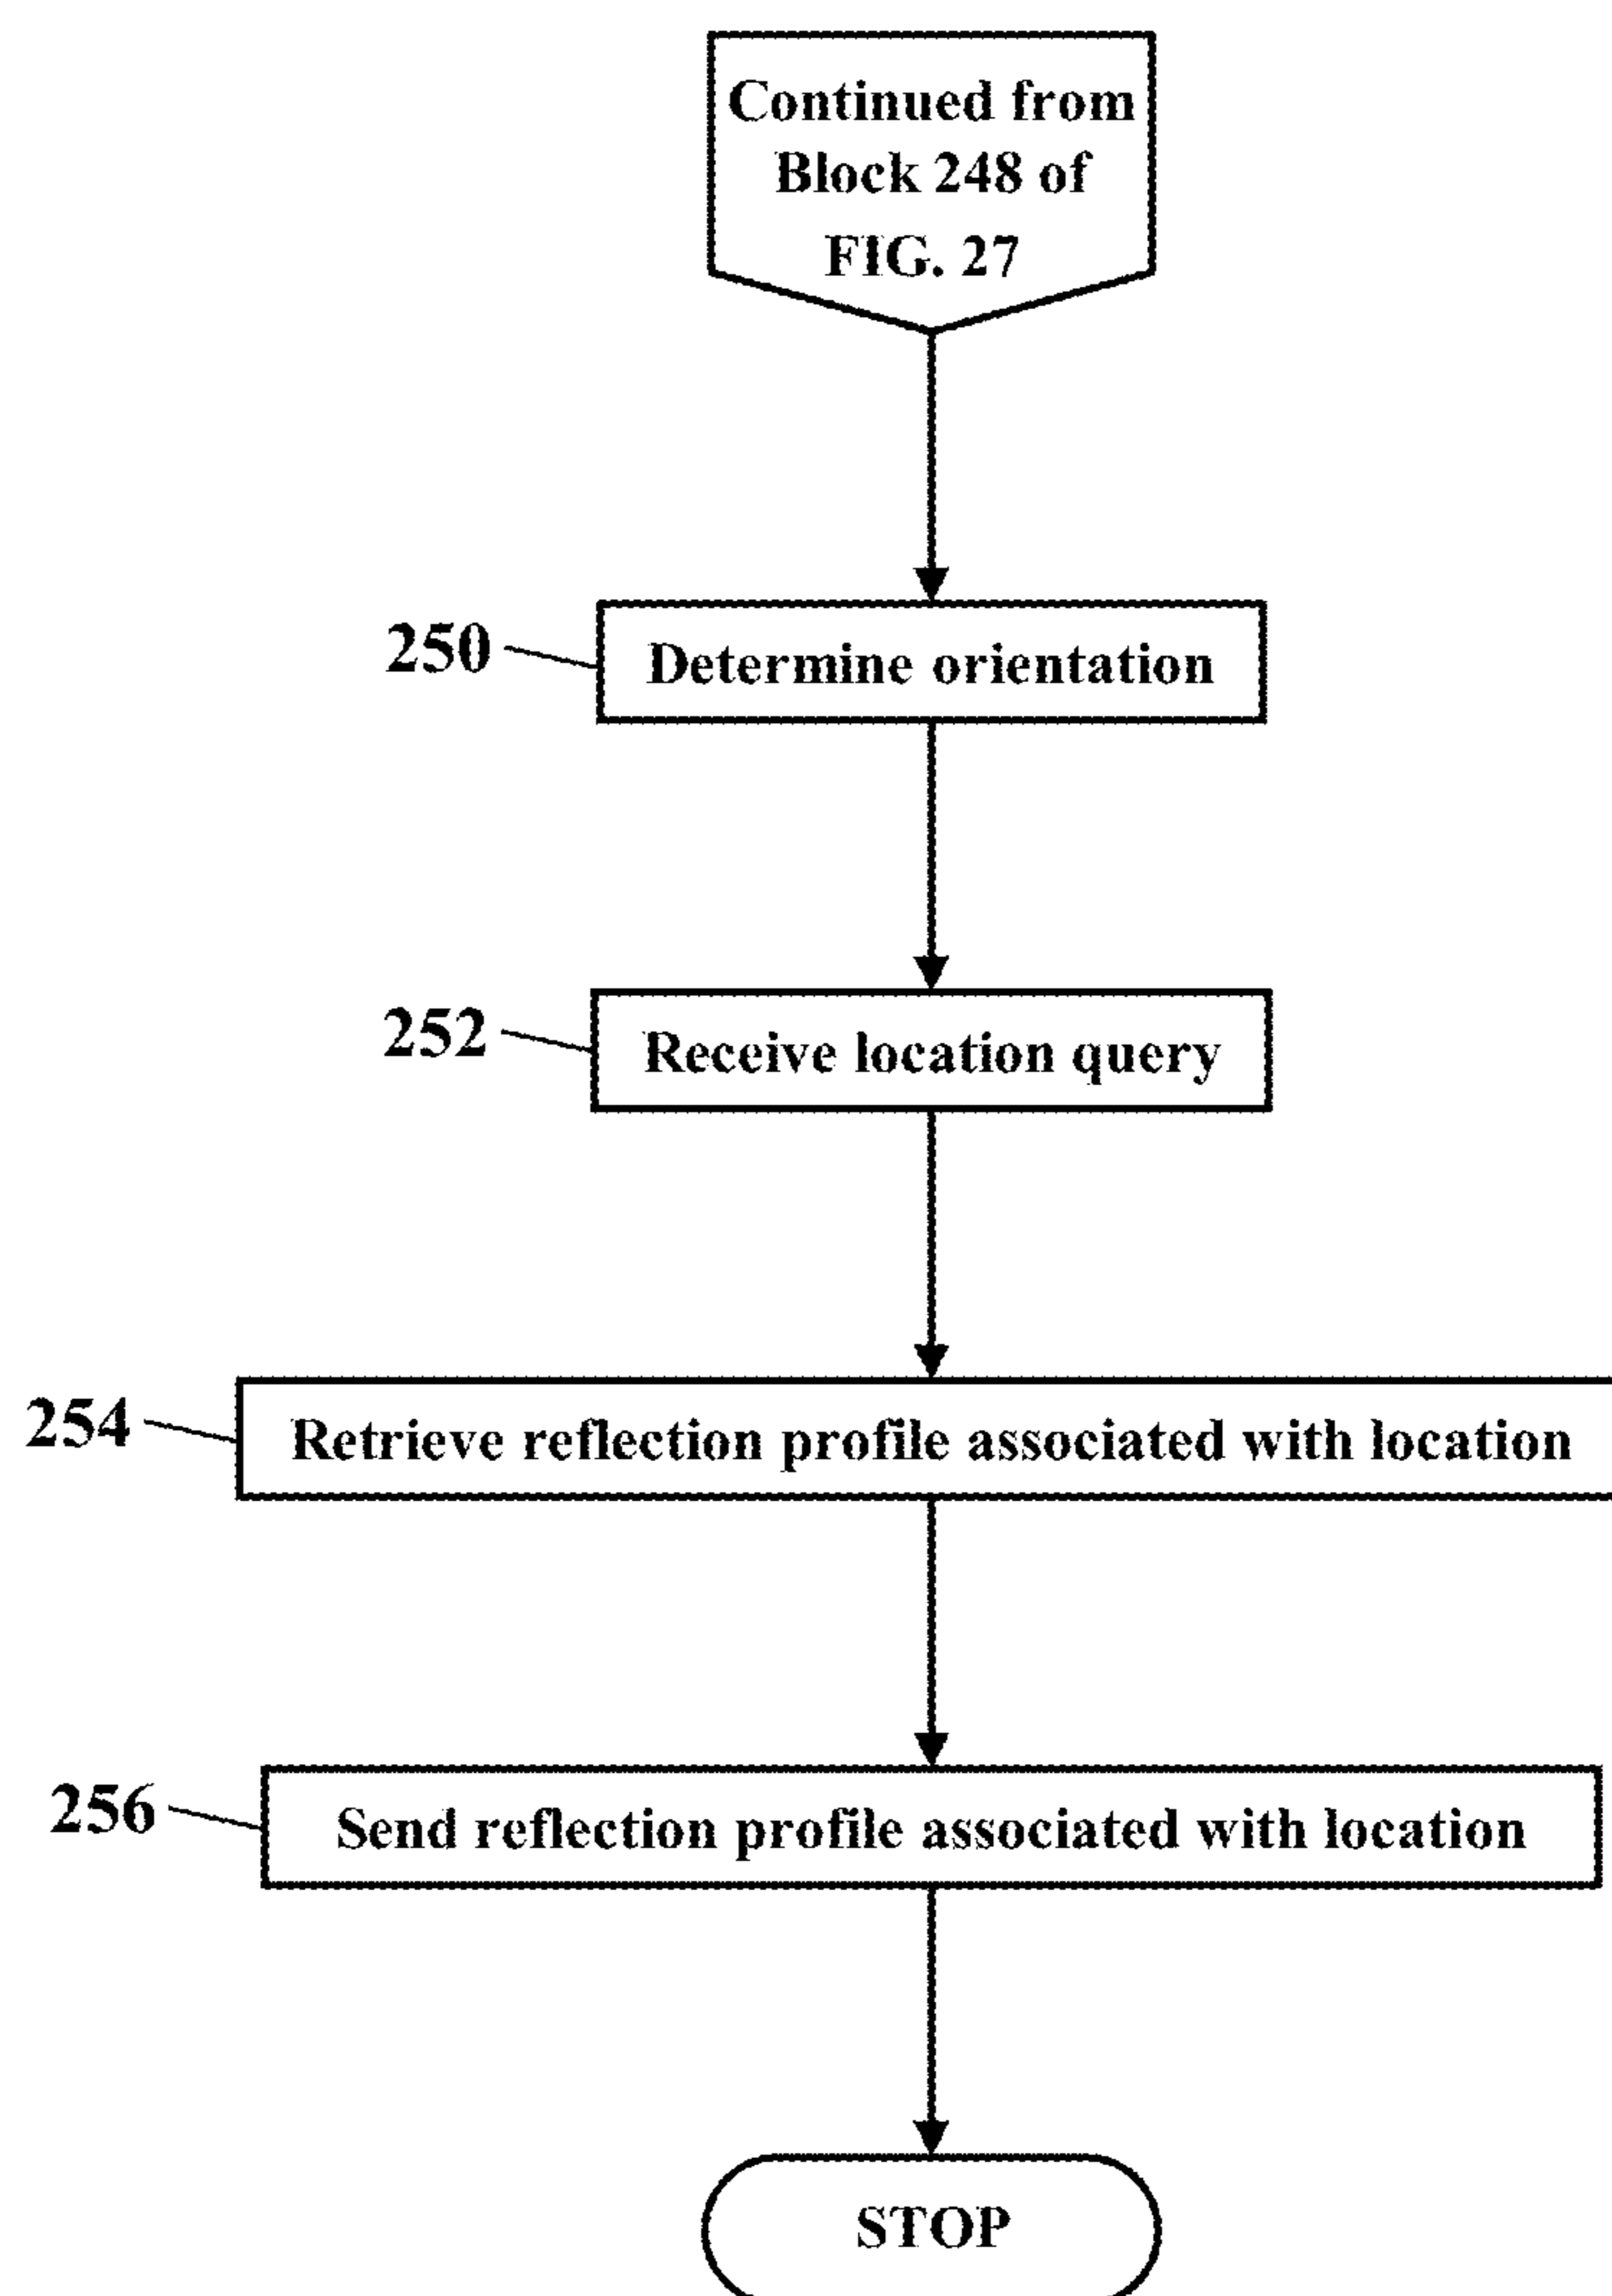 Continued from
Block 248 of
FIG. 27
250
Determine orientation
252
Receive location query
254
Retrieve reflection profile associated with location
256
Send reflection profile associated with location
STOP